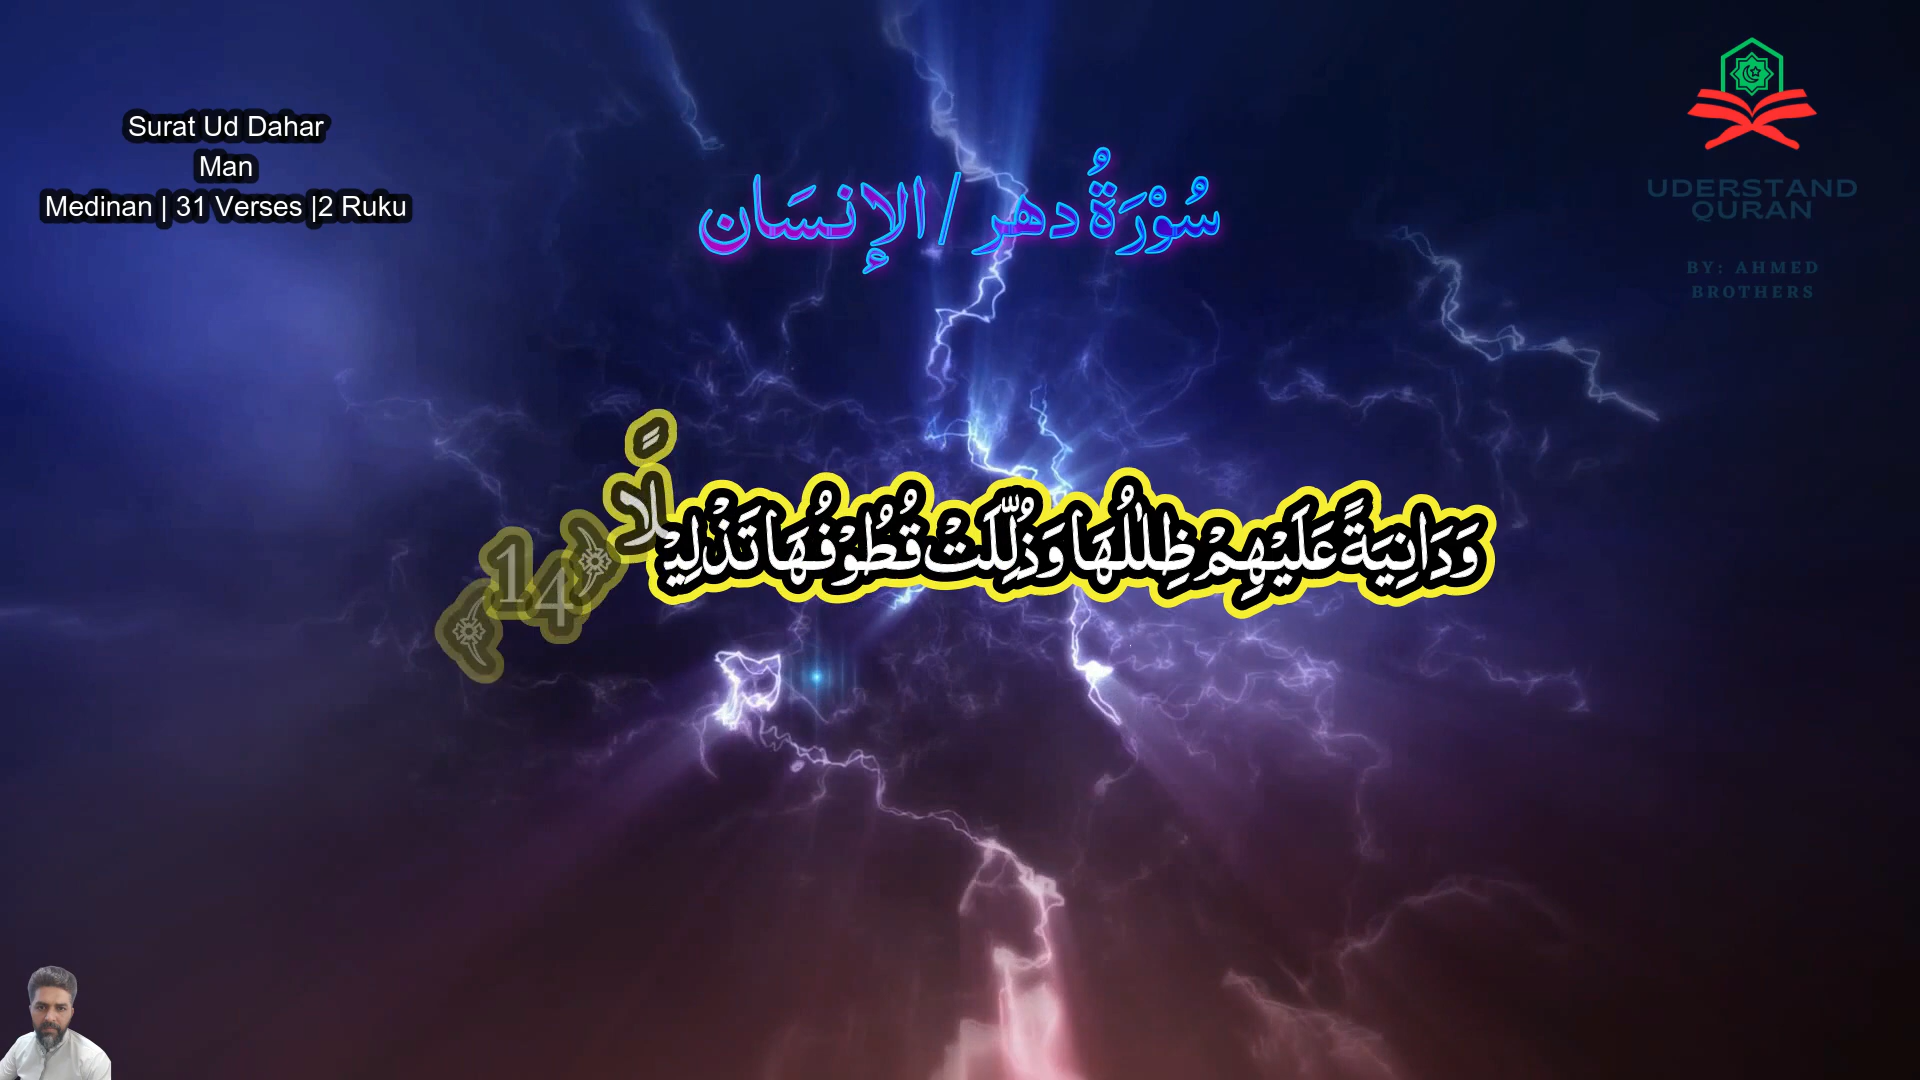 Surat Ud Dahar
Man
Medinan | 31 Verses |2 Ruku
سُوْرَةُ دهر / الإنسَان
UDERSTAND
QURAN
BY: AHMED
BROTHERS
وَدَانِيَةً عَلَيْهِمْ ظِلٰلُهَا وَذُلِّلَتْ قُطُوْفُهَا تَذْلِيْلًا ﴿14﴾